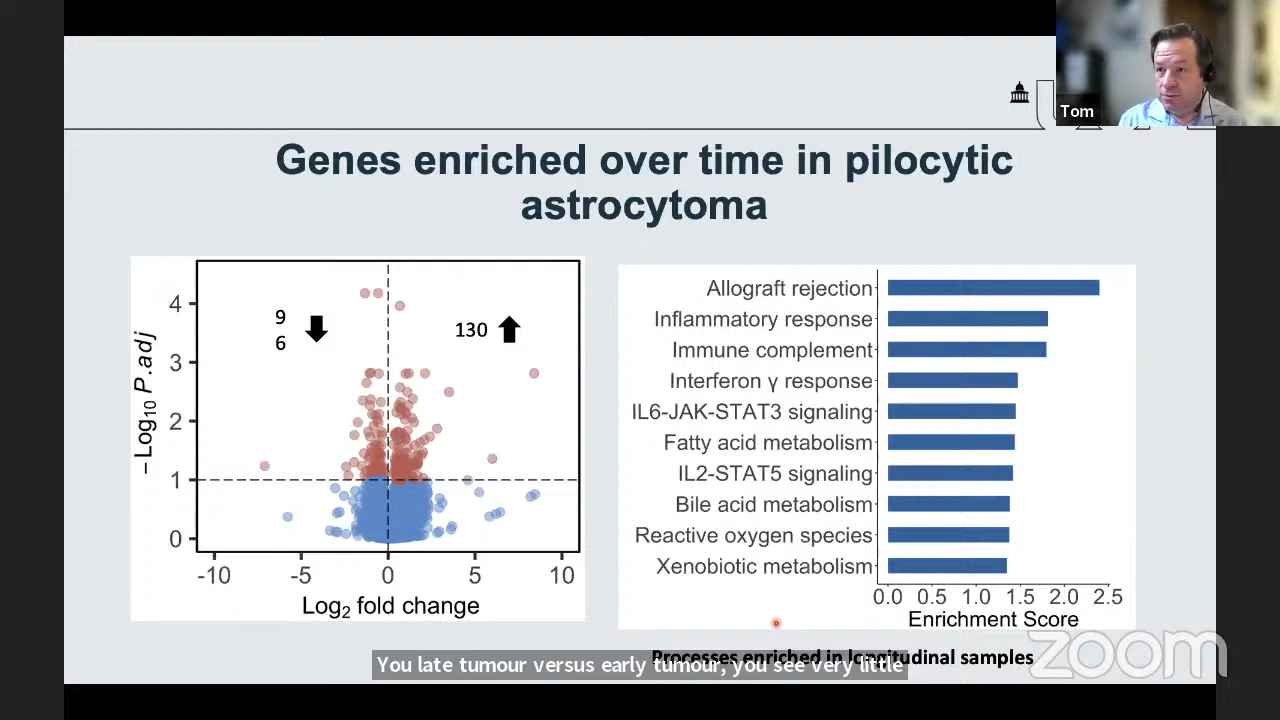 Tom
Genes enriched over time in pilocytic
astrocytoma
−Log10 P.adj
4
3
2
1
0
9
6
130
-10
-5
0
5
10
Log2 fold change
Allograft rejection
Inflammatory response
Immune complement
Interferon γ response
IL6-JAK-STAT3 signaling
Fatty acid metabolism
IL2-STAT5 signaling
Bile acid metabolism
Reactive oxygen species
Xenobiotic metabolism
0.0 0.5 1.0 1.5 2.0 2.5
Enrichment Score
Processes enriched in longitudinal samples
You late tumour versus early tumour, you see very little
zoom